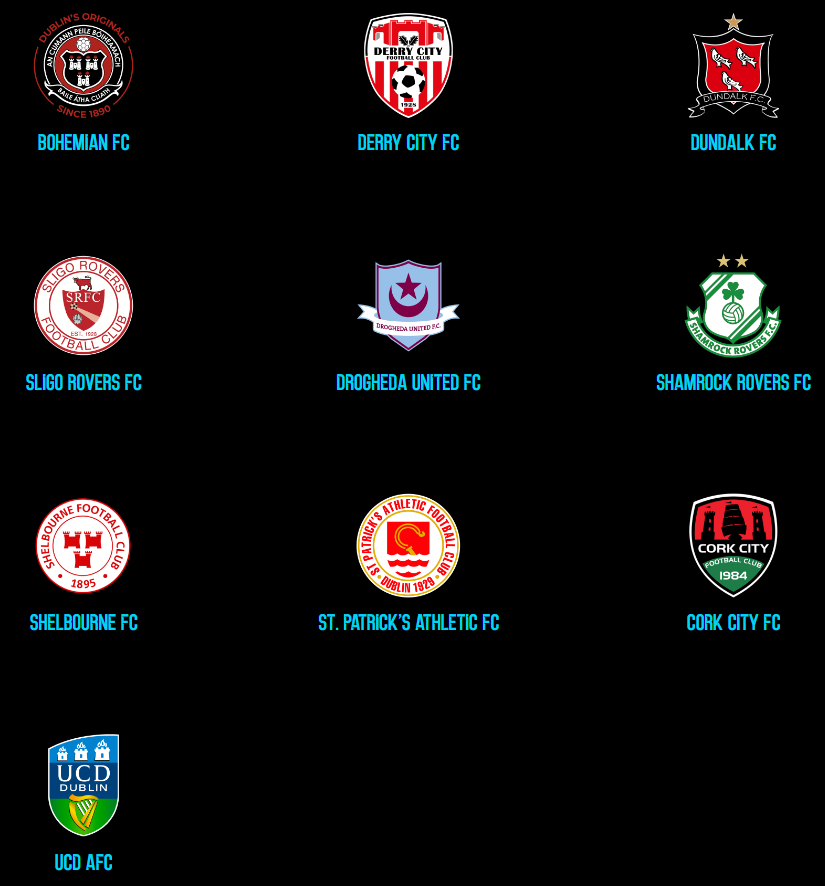 DUBLIN'S ORIGINALS
AN CUMANN PEILE BÓITHEAMACH
BAILE ÁTHA CLIATH
SINCE 1890
BOHEMIAN FC
DERRY CITY
FOOTBALL CLUB
1928
DERRY CITY FC
DUNDALK F.C.
DUNDALK FC
SLIGO ROVERS
SRFC
EST. 1928
FOOTBALL CLUB
SLIGO ROVERS FC
DROGHEDA UNITED F.C.
DROGHEDA UNITED FC
SHAMROCK ROVERS F.C.
SHAMROCK ROVERS FC
SHELBOURNE FOOTBALL CLUB
1895
SHELBOURNE FC
ST PATRICK'S ATHLETIC FOOTBALL CLUB
DUBLIN 1929
ST. PATRICK'S ATHLETIC FC
CORK CITY
FOOTBALL CLUB
1984
CORK CITY FC
UCD
DUBLIN
UCD AFC